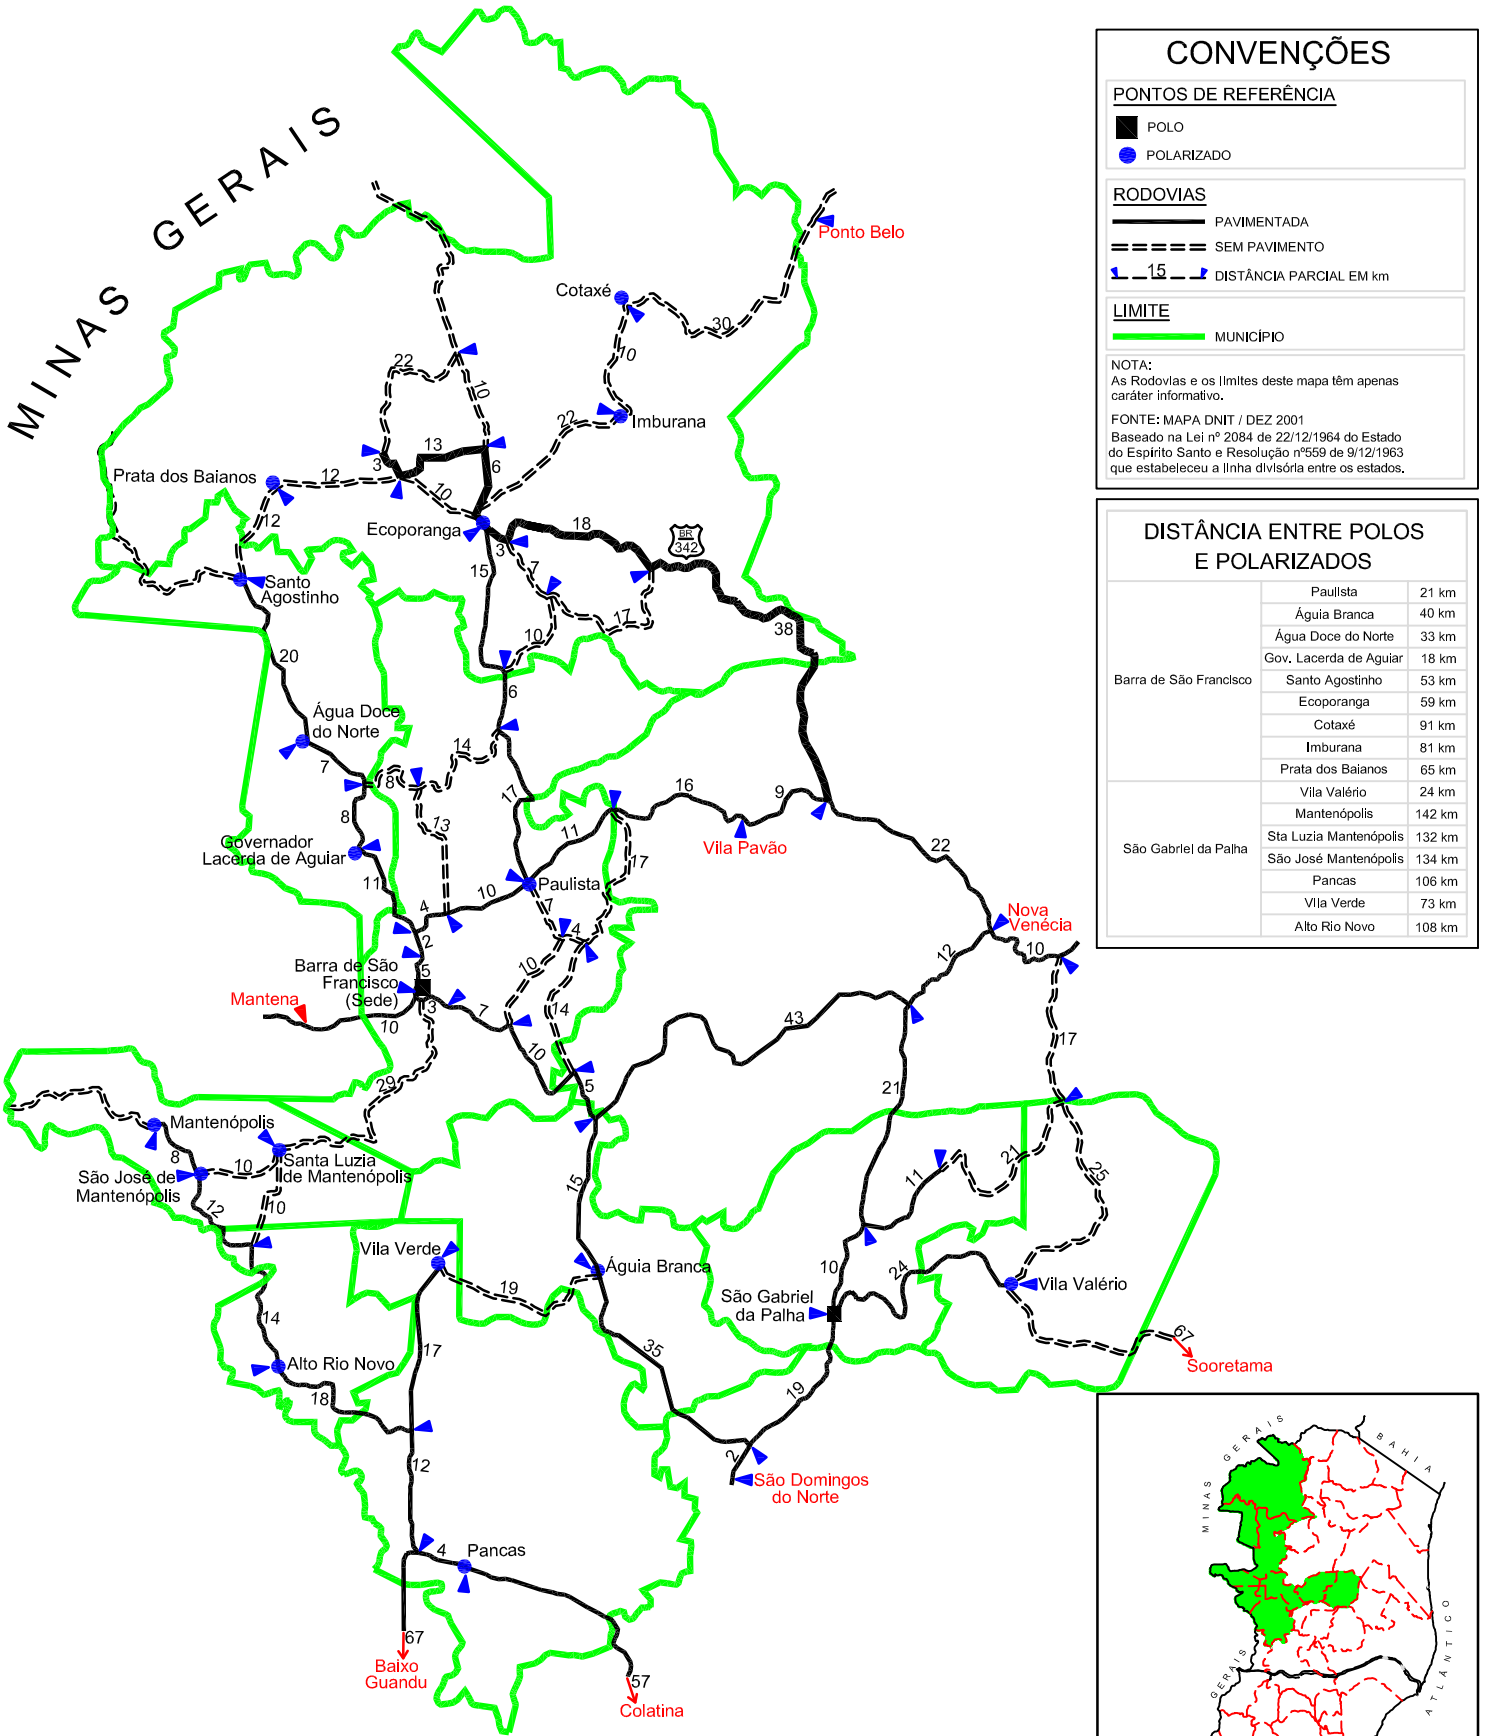 CONVENÇÕES
PONTOS DE REFERÊNCIA
POLO
POLARIZADO
RODOVIAS
PAVIMENTADA
SEM PAVIMENTO
15 DISTÂNCIA PARCIAL EM km
LIMITE
MUNICÍPIO
NOTA:
As Rodovias e os limites deste mapa têm apenas
caráter informativo.
FONTE: MAPA DNIT / DEZ 2001
Baseado na Lei nº 2084 de 22/12/1964 do Estado
do Espírito Santo e Resolução nº559 de 9/12/1963
que estabeleceu a linha divisória entre os estados.
DISTÂNCIA ENTRE POLOS
E POLARIZADOS
Barra de São Francisco
Paulista 21 km
Águia Branca 40 km
Água Doce do Norte 33 km
Gov. Lacerda de Aguiar 18 km
Santo Agostinho 53 km
Ecoporanga 59 km
Cotaxé 91 km
Imburana 81 km
Prata dos Baianos 65 km
São Gabriel da Palha
Vila Valério 24 km
Mantenópolis 142 km
Sta Luzia Mantenópolis 132 km
São José Mantenópolis 134 km
Pancas 106 km
Vila Verde 73 km
Alto Rio Novo 108 km
MINAS GERAIS
Ponto Belo
Cotaxé
30
10
22
10
Imburana
22
13
3
6
Prata dos Baianos
12
10
12
Ecoporanga
3
18
BR
342
15
7
Santo
Agostinho
17
10
38
20
6
Água Doce
do Norte
14
7
8
17
16
9
8
13
11
Governador
Lacerda de Aguiar
Vila Pavão
22
17
11
10
Paulista
4
7
Nova
Venécia
2
4
12
10
10
Barra de São
Francisco
(Sede)
5
3
Mantena
10
7
14
43
17
10
29
5
21
Mantenópolis
8
10
Santa Luzia
de Mantenópolis
São José de
Mantenópolis
12
10
15
11
21
25
Vila Verde
19
Águia Branca
10
24
Vila Valério
São Gabriel
da Palha
14
17
35
67
Sooretama
Alto Rio Novo
18
19
12
2
São Domingos
do Norte
4
Pancas
67
Baixo
Guandu
57
Colatina
MINAS GERAIS
BAHIA
GERAIS
ATLÂNTICO